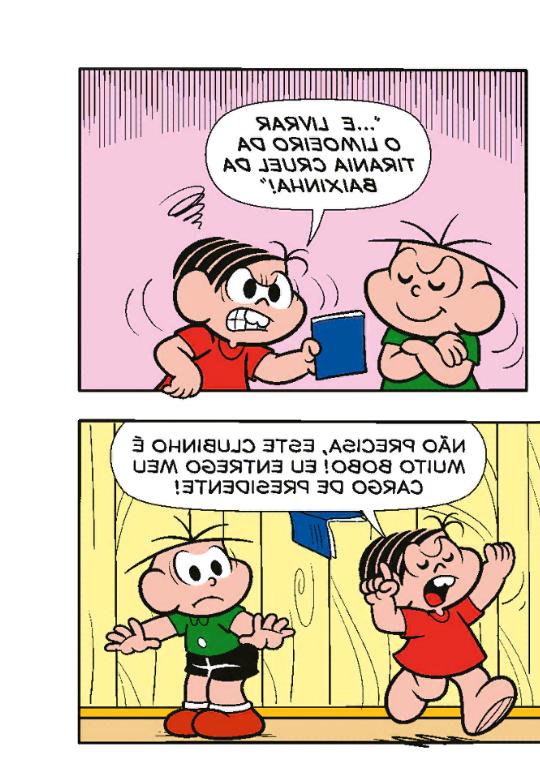 "...E LIVRAR
O LIMOEIRO DA
TIRANIA CRUEL DA
BAIXINHA!"
NÃO PRECISA, ESTE CLUBINHO É
MUITO BOBO! EU ENTREGO MEU
CARGO DE PRESIDENTE!